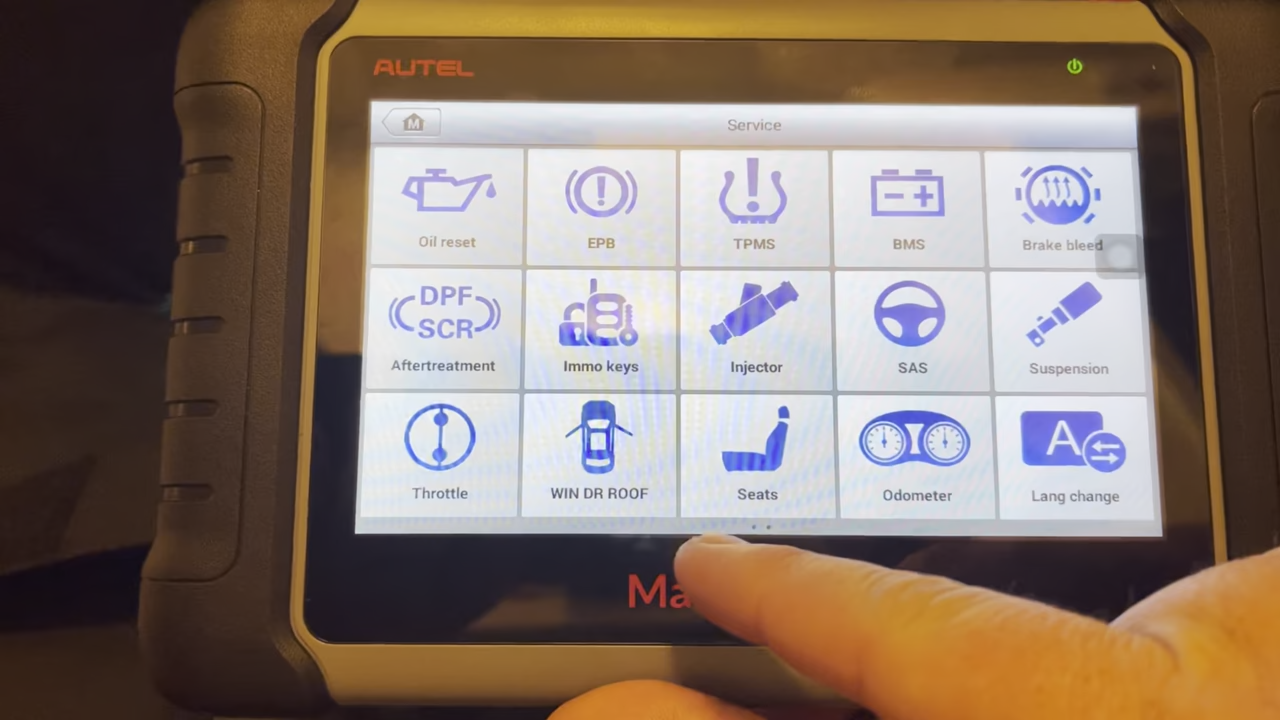 AUTEL
M
Service
Oil reset
EPB
TPMS
BMS
Brake bleed
DPF
SCR
Aftertreatment
Immo keys
Injector
SAS
Suspension
Throttle
WIN DR ROOF
Seats
Odometer
A
Lang change
Ma